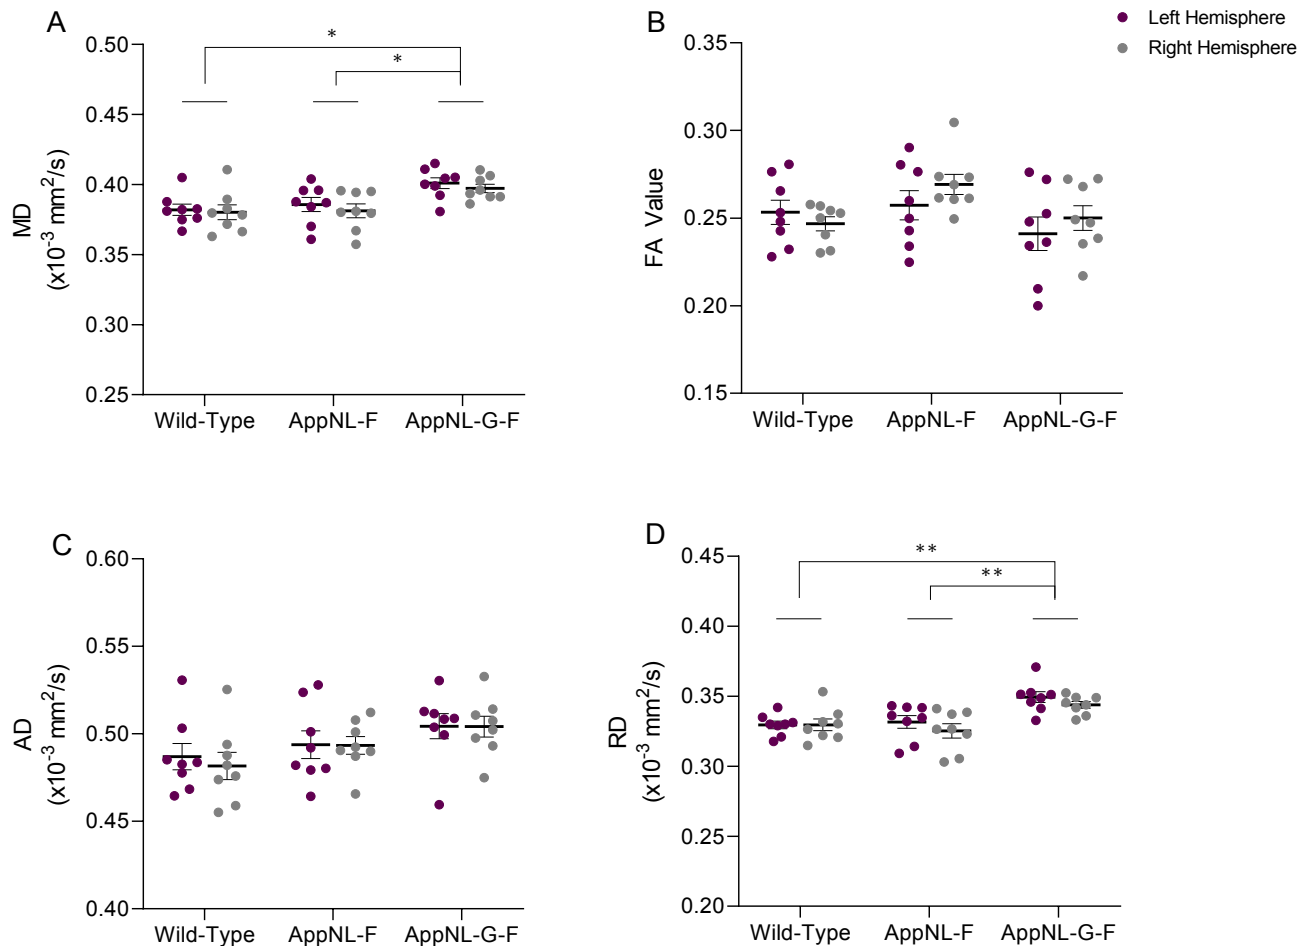 A
B
Left Hemisphere
Right Hemisphere
0.50
0.45
0.40
0.35
0.30
0.25
MD
(x10⁻³ mm²/s)
*
*
Wild-Type AppNL-F AppNL-G-F
0.35
0.30
0.25
0.20
0.15
FA Value
Wild-Type AppNL-F AppNL-G-F
C
0.60
0.55
0.50
0.45
0.40
AD
(x10⁻³ mm²/s)
Wild-Type AppNL-F AppNL-G-F
D
0.45
0.40
0.35
0.30
0.25
0.20
RD
(x10⁻³ mm²/s)
**
**
Wild-Type AppNL-F AppNL-G-F